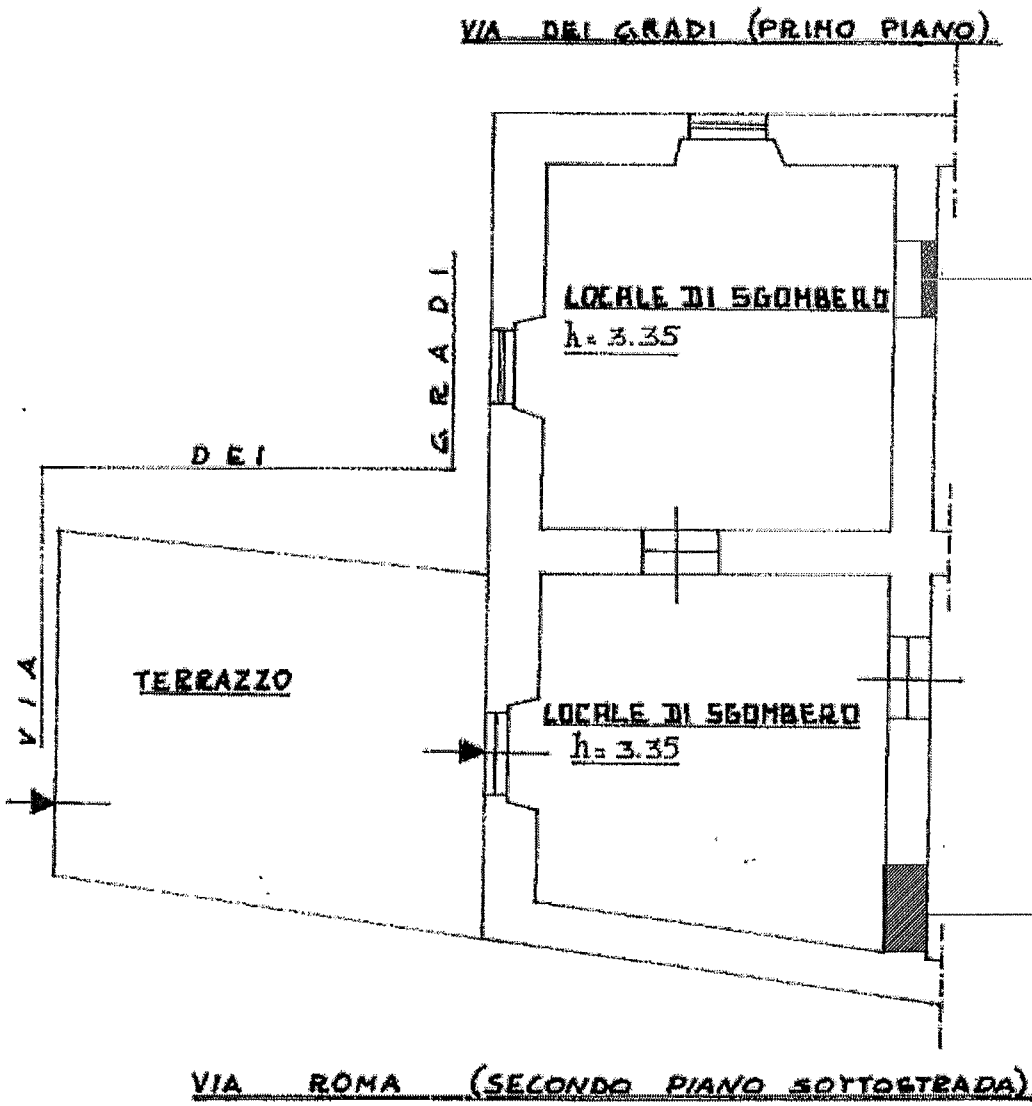 VIA DEI GRADI (PRIMO PIANO)
LOCALE DI SGOMBERO
h= 3.35
VIA DEI GRADI
TERRAZZO
LOCALE DI SGOMBERO
h= 3.35
VIA ROMA (SECONDO PIANO SOTTOSTRADA)